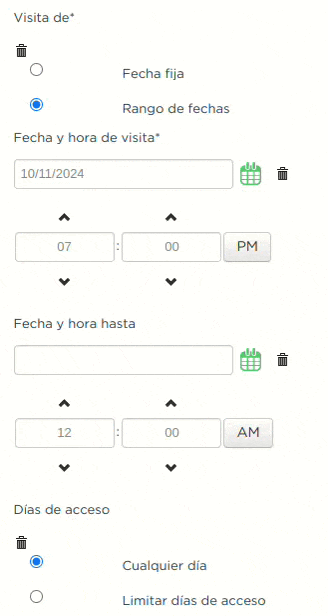 Visita de*
Fecha fija
Rango de fechas
Fecha y hora de visita*
10/11/2024
07 : 00 PM
Fecha y hora hasta
12 : 00 AM
Días de acceso
Cualquier día
Limitar días de acceso